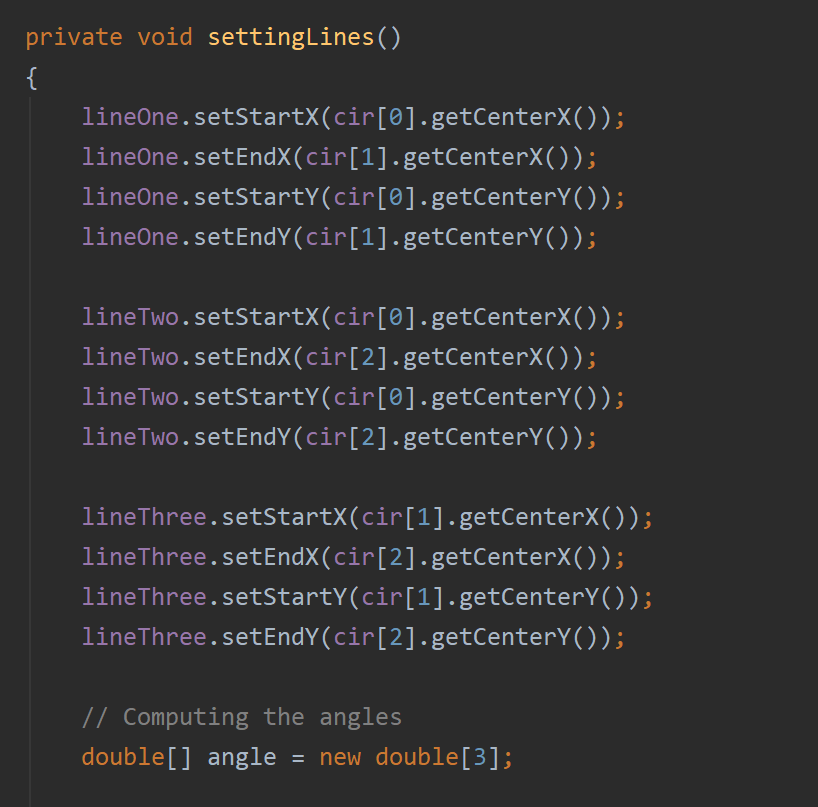 private void settingLines()
{
    lineOne.setStartX(cir[0].getCenterX());
    lineOne.setEndX(cir[1].getCenterX());
    lineOne.setStartY(cir[0].getCenterY());
    lineOne.setEndY(cir[1].getCenterY());

    lineTwo.setStartX(cir[0].getCenterX());
    lineTwo.setEndX(cir[2].getCenterX());
    lineTwo.setStartY(cir[0].getCenterY());
    lineTwo.setEndY(cir[2].getCenterY());

    lineThree.setStartX(cir[1].getCenterX());
    lineThree.setEndX(cir[2].getCenterX());
    lineThree.setStartY(cir[1].getCenterY());
    lineThree.setEndY(cir[2].getCenterY());

    // Computing the angles
    double[] angle = new double[3];